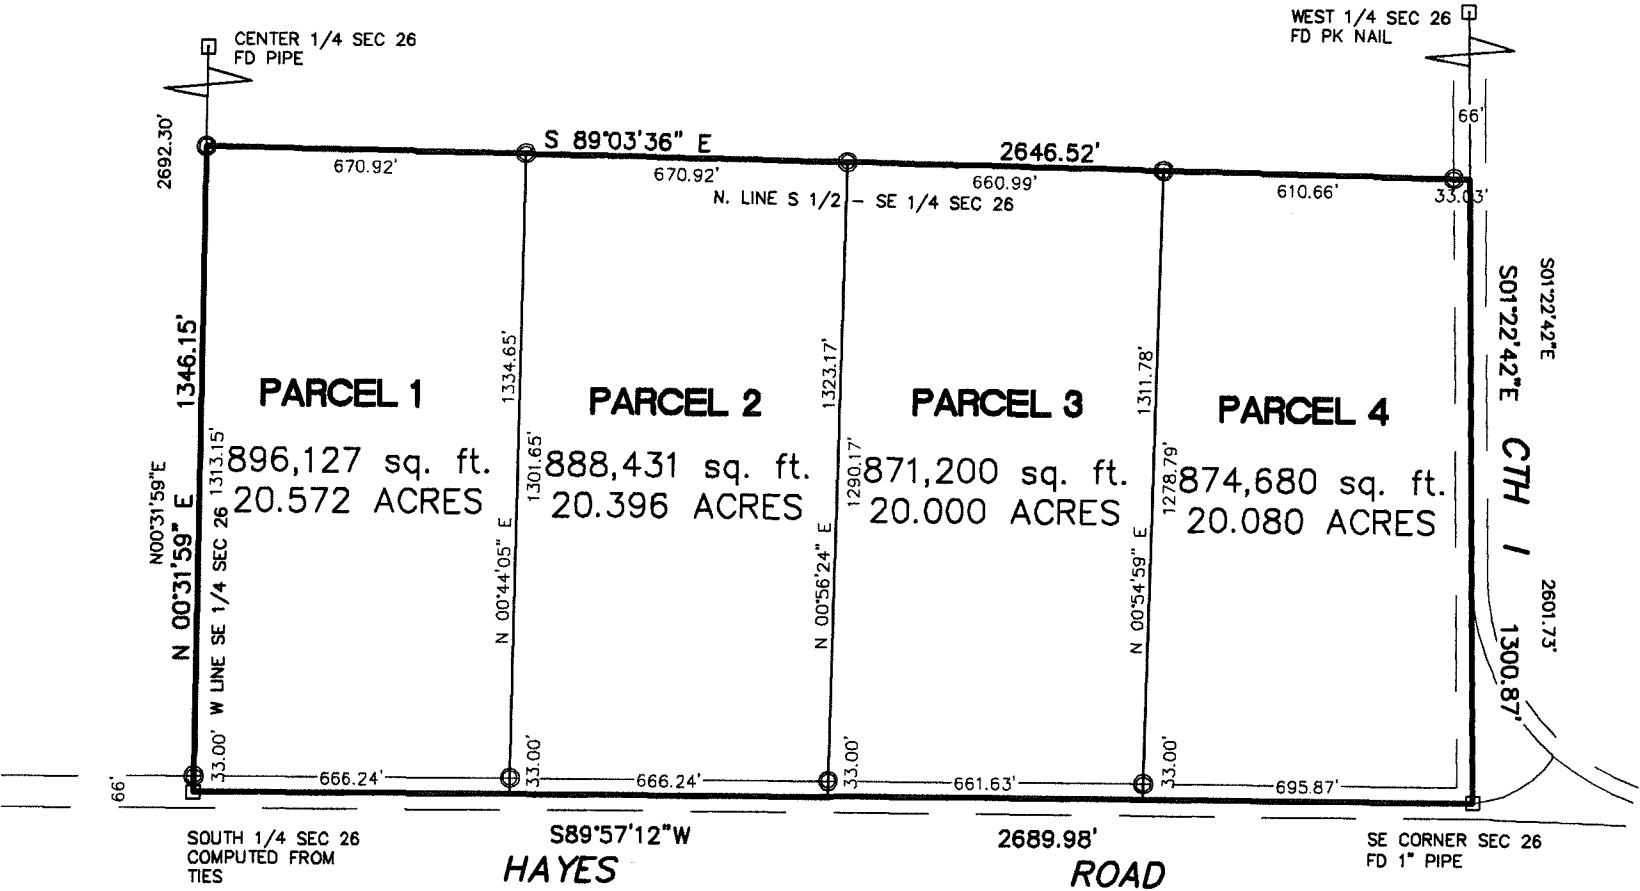 CENTER 1/4 SEC 26
FD PIPE
WEST 1/4 SEC 26
FD PK NAIL
66'
2692.30'
S 89°03'36" E
2646.52'
670.92'
670.92'
660.99'
610.66'
33.03'
N. LINE S 1/2 - SE 1/4 SEC 26
1346.15'
N 00°31'59" E
N00°31'59"E
W LINE SE 1/4 SEC 26 1313.15'
33.00'
PARCEL 1
896,127 sq. ft.
20.572 ACRES
1334.65'
1301.65'
N 00°44'05" E
33.00'
PARCEL 2
888,431 sq. ft.
20.396 ACRES
1323.17'
1290.17'
N 00°56'24" E
33.00'
PARCEL 3
871,200 sq. ft.
20.000 ACRES
1311.78'
1278.79'
N 00°54'59" E
33.00'
PARCEL 4
874,680 sq. ft.
20.080 ACRES
S01°22'42"E
CTH I
1300.87'
S01°22'42"E
2601.73'
66'
666.24'
666.24'
661.63'
695.87'
SOUTH 1/4 SEC 26
COMPUTED FROM
TIES
S89°57'12"W
2689.98'
HAYES ROAD
SE CORNER SEC 26
FD 1" PIPE